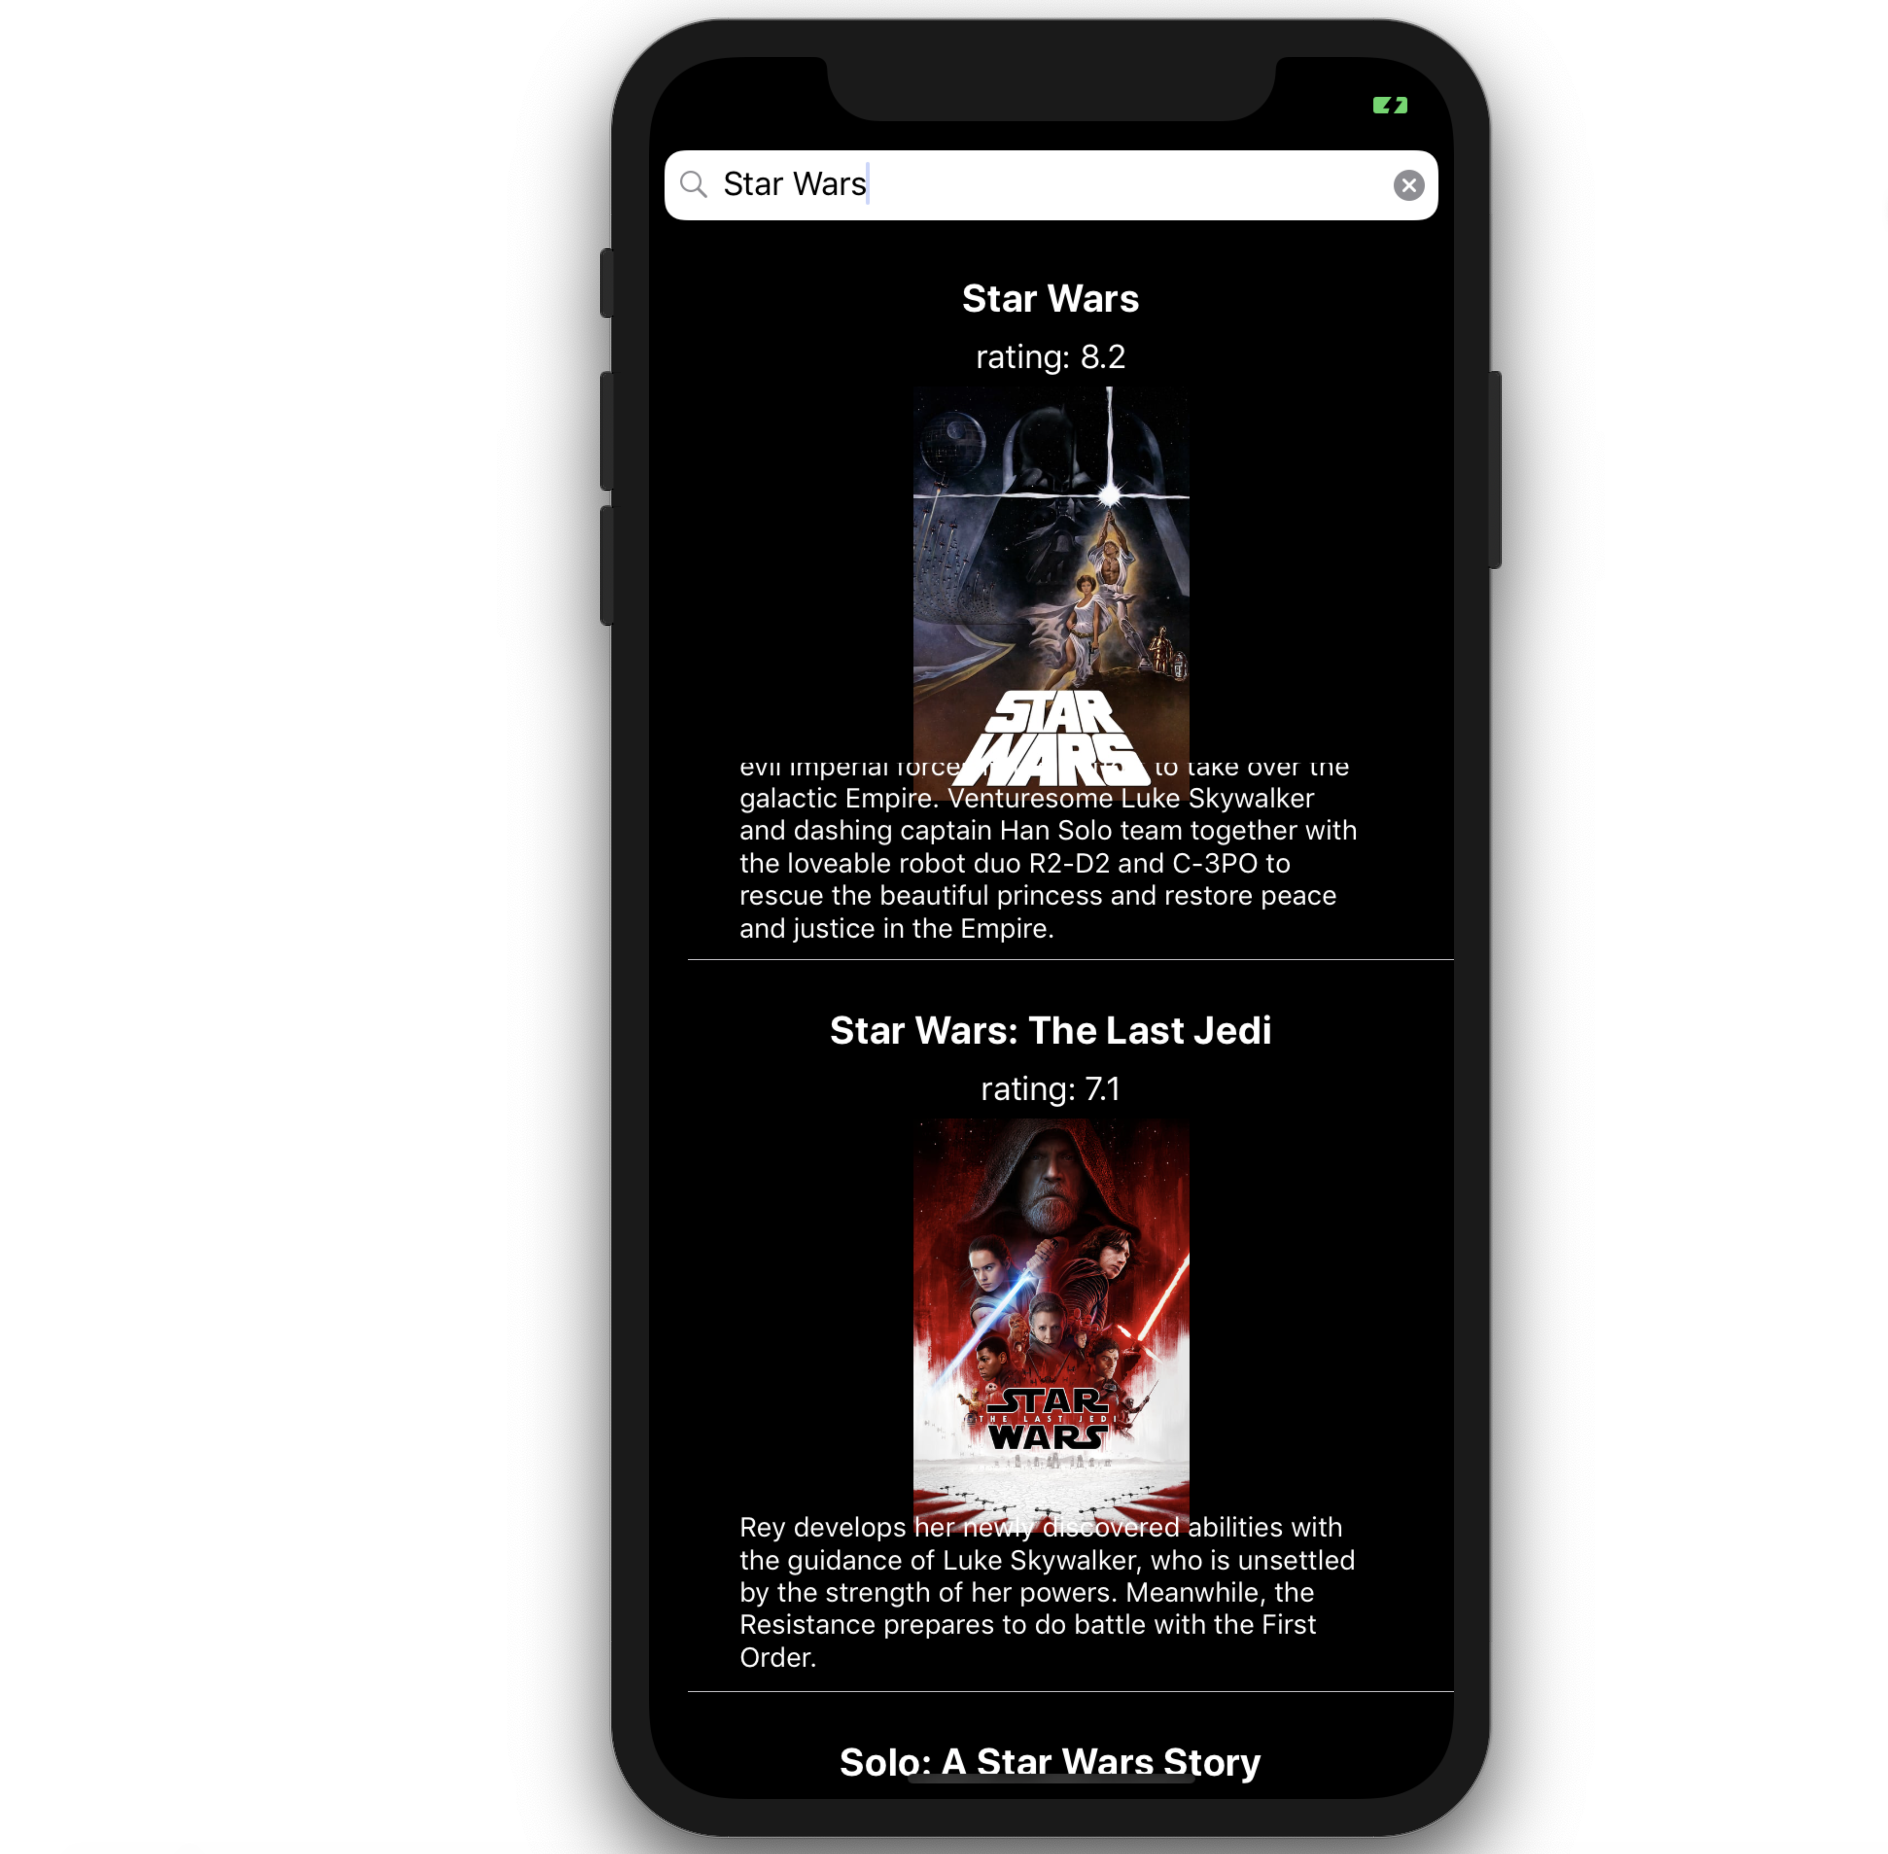 Star Wars
Star Wars
rating: 8.2
STAR
WARS
evil Imperial forces to take over the
galactic Empire. Venturesome Luke Skywalker
and dashing captain Han Solo team together with
the loveable robot duo R2-D2 and C-3PO to
rescue the beautiful princess and restore peace
and justice in the Empire.
Star Wars: The Last Jedi
rating: 7.1
STAR
THE LAST JEDI
WARS
Rey develops her newly discovered abilities with
the guidance of Luke Skywalker, who is unsettled
by the strength of her powers. Meanwhile, the
Resistance prepares to do battle with the First
Order.
Solo: A Star Wars Story